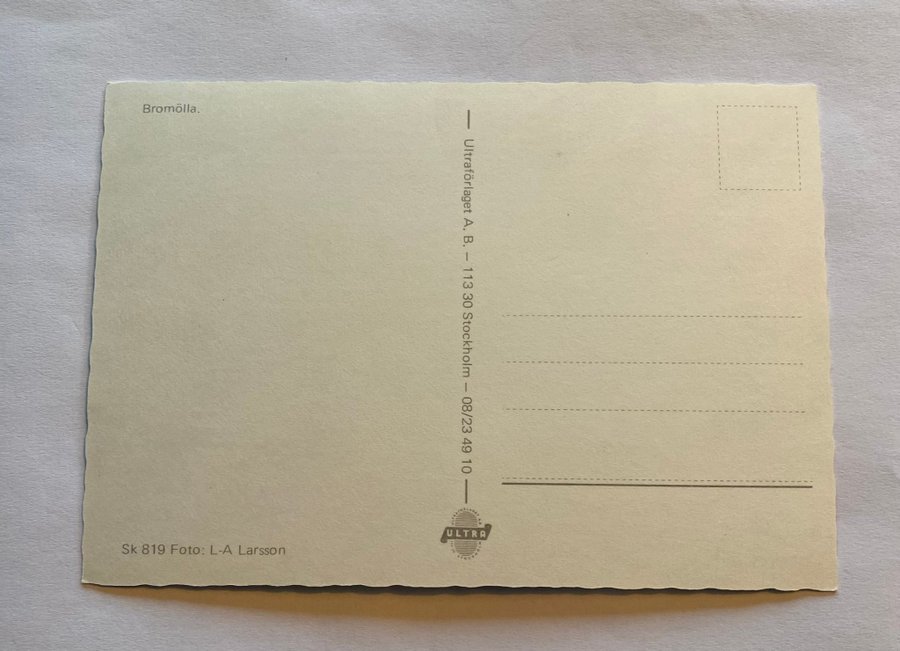 Bromölla.
Ultraförlaget A. B. – 113 30 Stockholm – 08/23 49 10
ULTRA
Sk 819 Foto: L-A Larsson